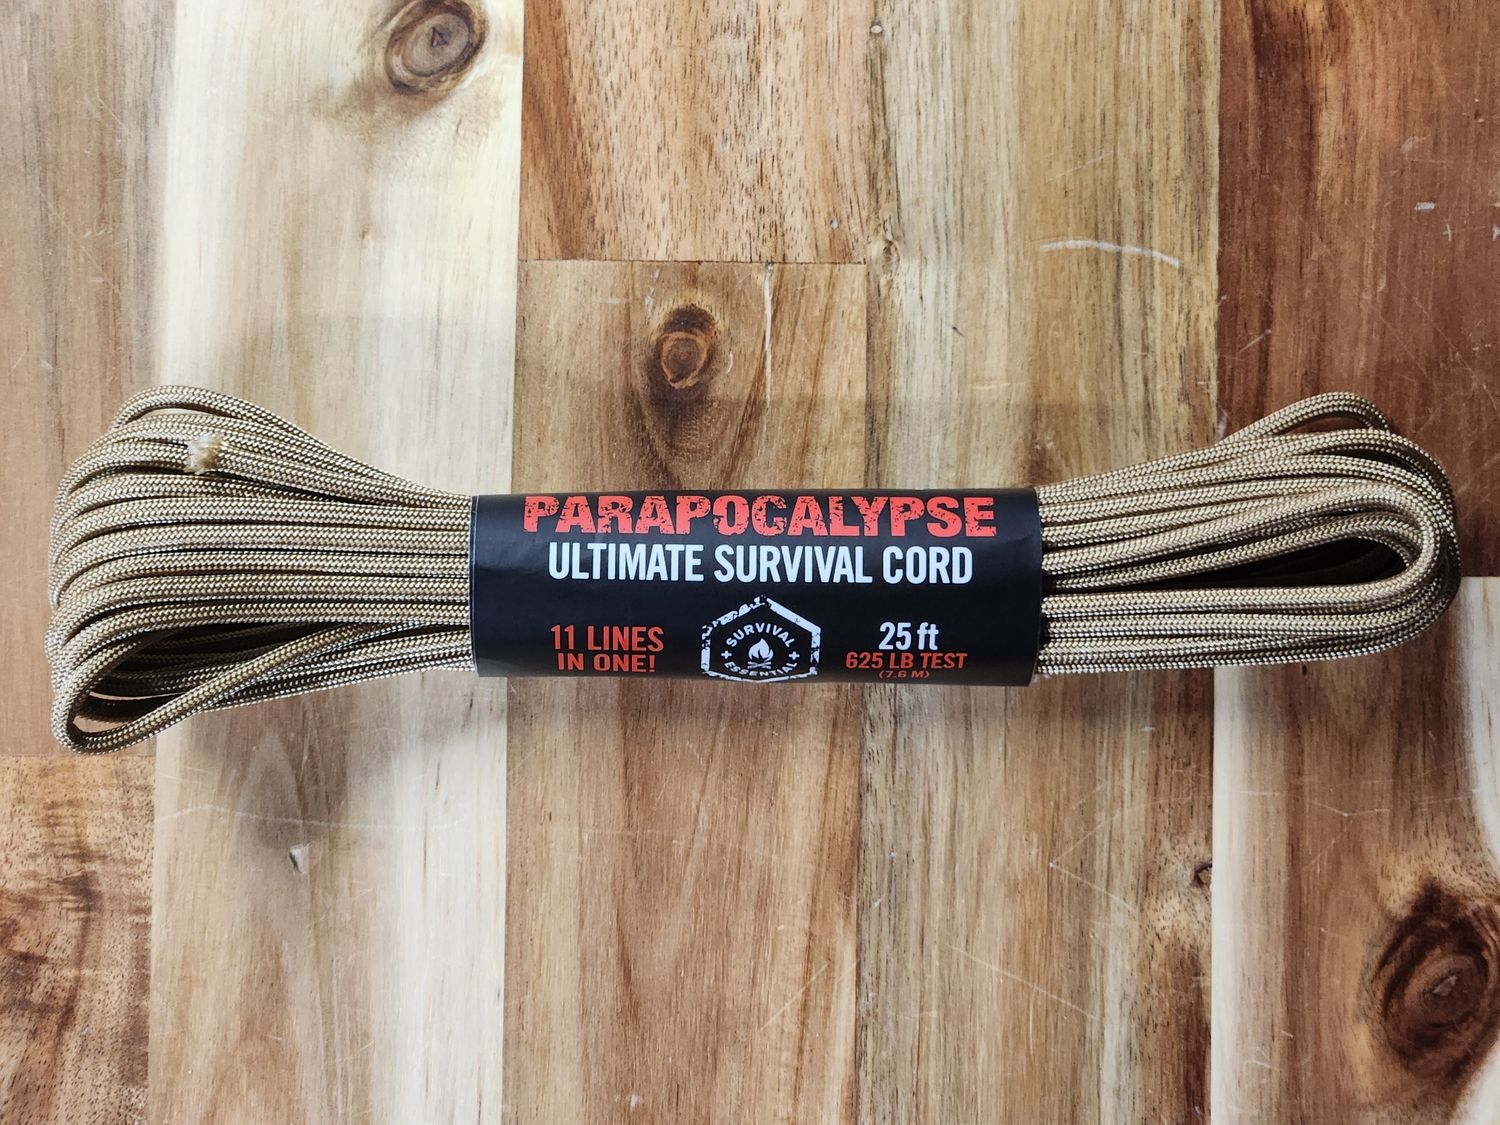 PARAPOCALYPSE
ULTIMATE SURVIVAL CORD
11 LINES
IN ONE!
SURVIVAL
ESSENTIAL
25 ft
625 LB TEST
(7.6 M)